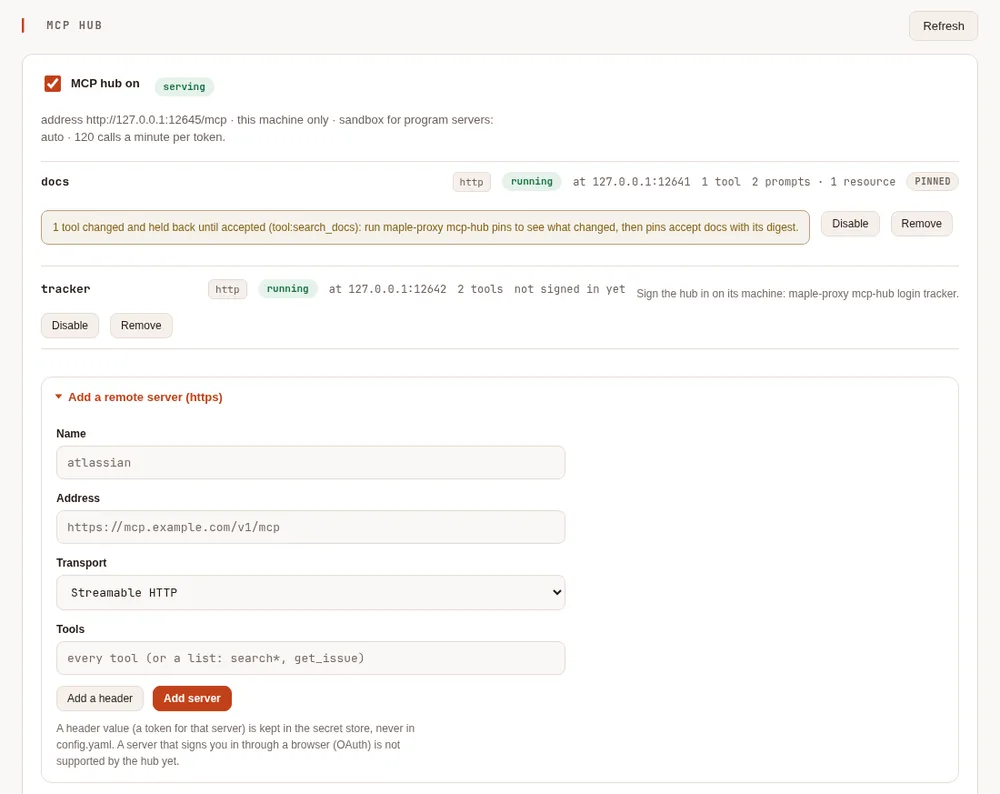 MCP HUB
Refresh
MCP hub on
serving
address http://127.0.0.1:12645/mcp · this machine only · sandbox for program servers:
auto · 120 calls a minute per token.
docs
http
running
at 127.0.0.1:12641
1 tool
2 prompts · 1 resource
PINNED
1 tool changed and held back until accepted (tool:search_docs): run maple-proxy mcp-hub pins to see what changed, then pins accept docs with its digest.
Disable
Remove
tracker
http
running
at 127.0.0.1:12642
2 tools
not signed in yet
Sign the hub in on its machine: maple-proxy mcp-hub login tracker.
Disable
Remove
Add a remote server (https)
Name
atlassian
Address
https://mcp.example.com/v1/mcp
Transport
Streamable HTTP
Tools
every tool (or a list: search*, get_issue)
Add a header
Add server
A header value (a token for that server) is kept in the secret store, never in
config.yaml. A server that signs you in through a browser (OAuth) is not
supported by the hub yet.